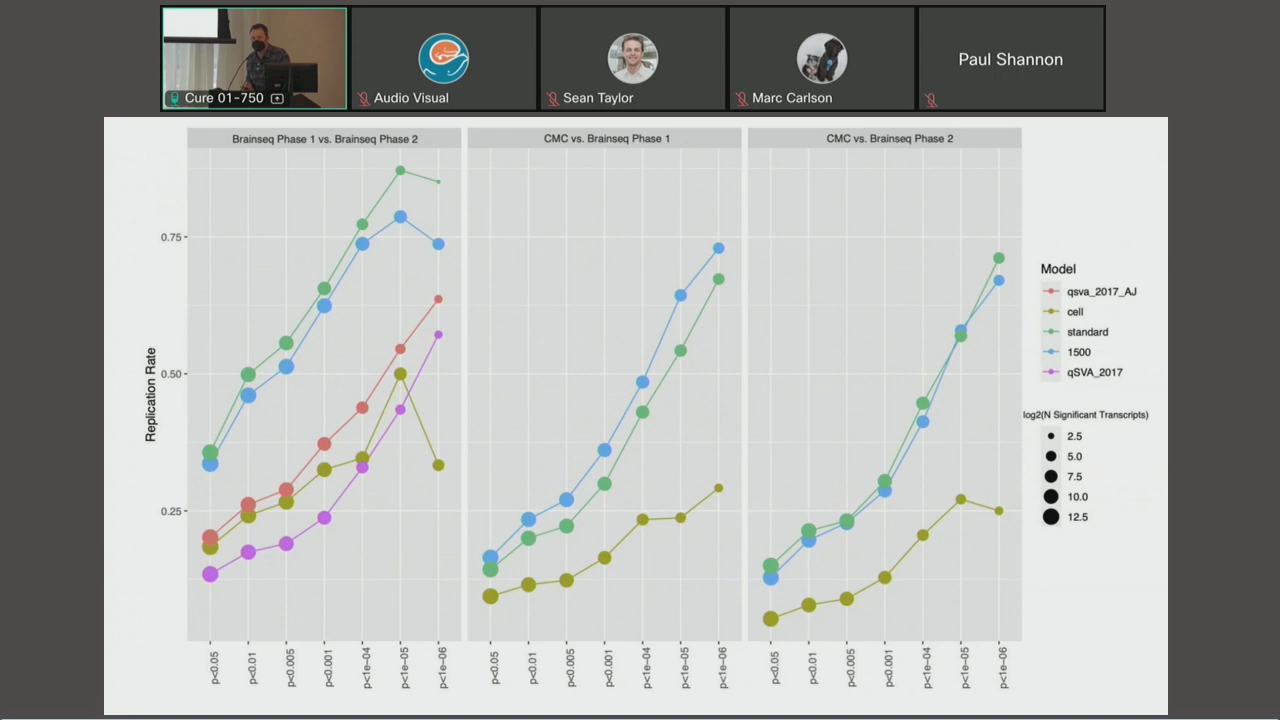 Cure 01-750
Audio Visual
Sean Taylor
Marc Carlson
Paul Shannon
Brainseq Phase 1 vs. Brainseq Phase 2
CMC vs. Brainseq Phase 1
CMC vs. Brainseq Phase 2
Replication Rate
0.75
0.50
0.25
p<0.05
p<0.01
p<0.005
p<0.001
p<1e-04
p<1e-05
p<1e-06
p<0.05
p<0.01
p<0.005
p<0.001
p<1e-04
p<1e-05
p<1e-06
p<0.05
p<0.01
p<0.005
p<0.001
p<1e-04
p<1e-05
p<1e-06
Model
qsva_2017_AJ
cell
standard
1500
qSVA_2017
log2(N Significant Transcripts)
2.5
5.0
7.5
10.0
12.5